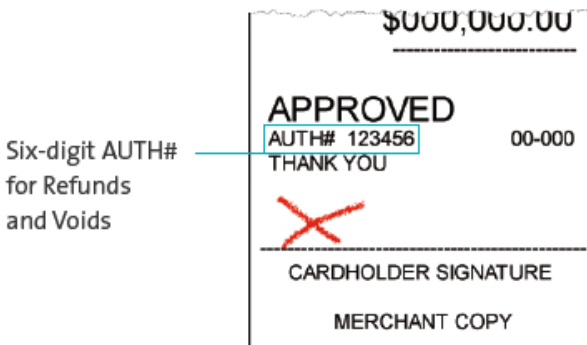 $000,000.00
APPROVED
AUTH# 123456 00-000
THANK YOU
Six-digit AUTH#
for Refunds
and Voids
CARDHOLDER SIGNATURE
MERCHANT COPY